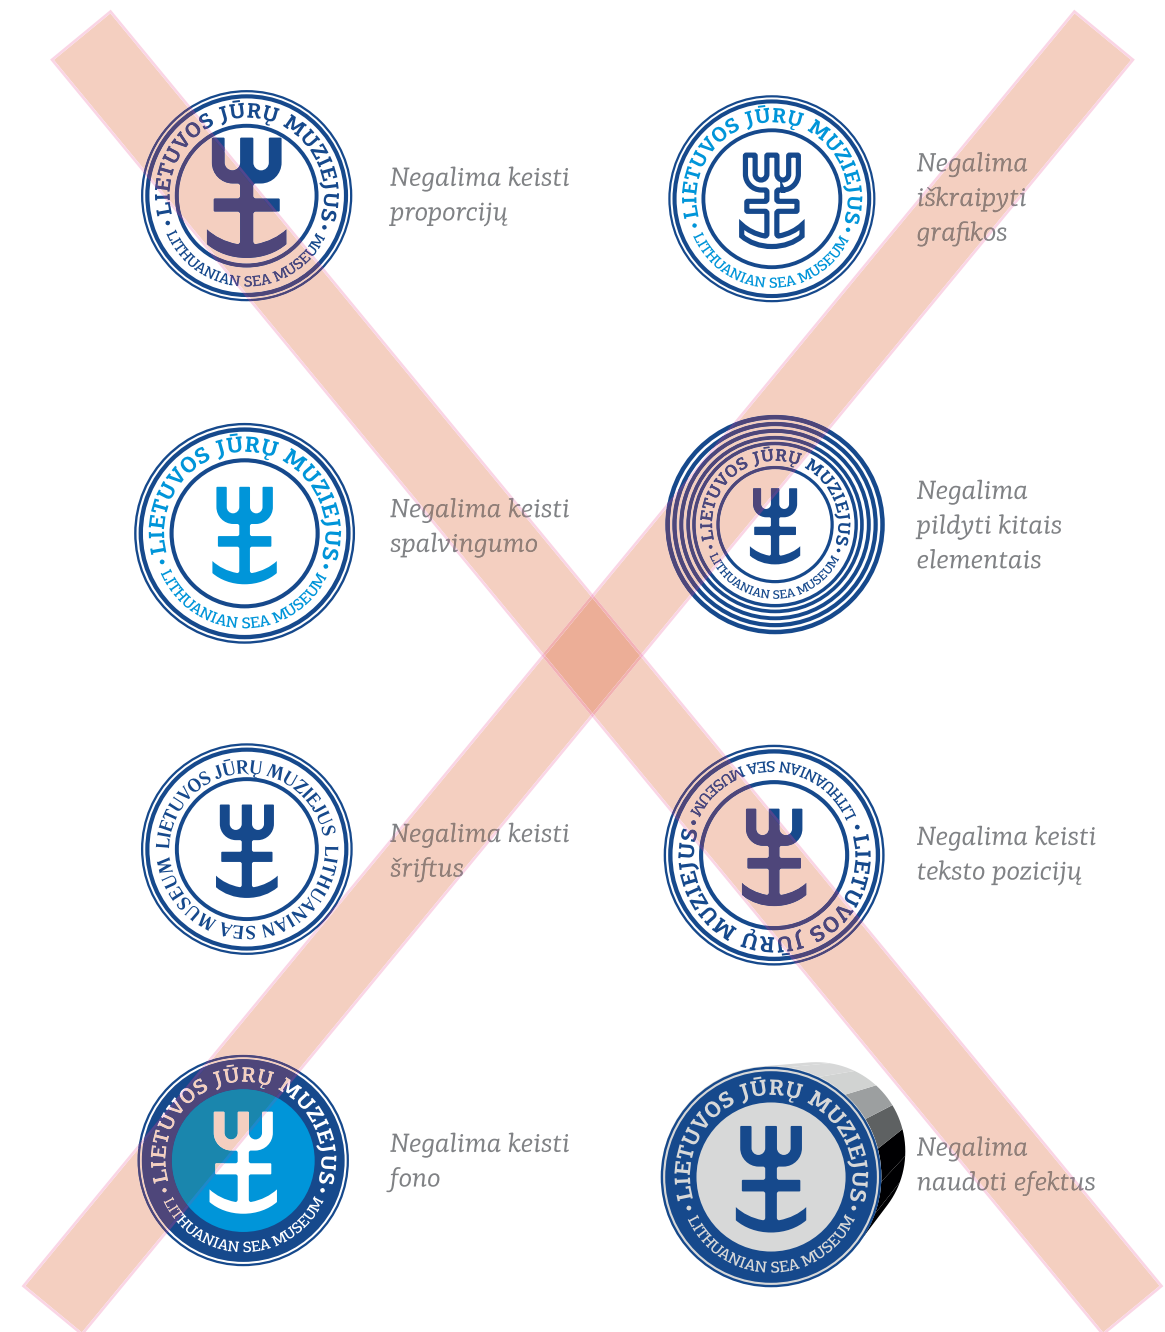 LIETUVOS JŪRŲ MUZIEJUS
• LITHUANIAN SEA MUSEUM •
Negalima keisti
proporcijų
LIETUVOS JŪRŲ MUZIEJUS
• LITHUANIAN SEA MUSEUM •
Negalima
iškraipyti
grafikos
LIETUVOS JŪRŲ MUZIEJUS
• LITHUANIAN SEA MUSEUM •
Negalima keisti
spalvingumo
LIETUVOS JŪRŲ MUZIEJUS
• LITHUANIAN SEA MUSEUM •
Negalima
pildyti kitais
elementais
LIETUVOS JŪRŲ MUZIEJUS
LITHUANIAN SEA MUSEUM
Negalima keisti
šriftus
LIETUVOS JŪRŲ MUZIEJUS
• LITHUANIAN SEA MUSEUM •
Negalima keisti
teksto pozicijų
LIETUVOS JŪRŲ MUZIEJUS
• LITHUANIAN SEA MUSEUM •
Negalima keisti
fono
LIETUVOS JŪRŲ MUZIEJUS
• LITHUANIAN SEA MUSEUM •
Negalima
naudoti efektus